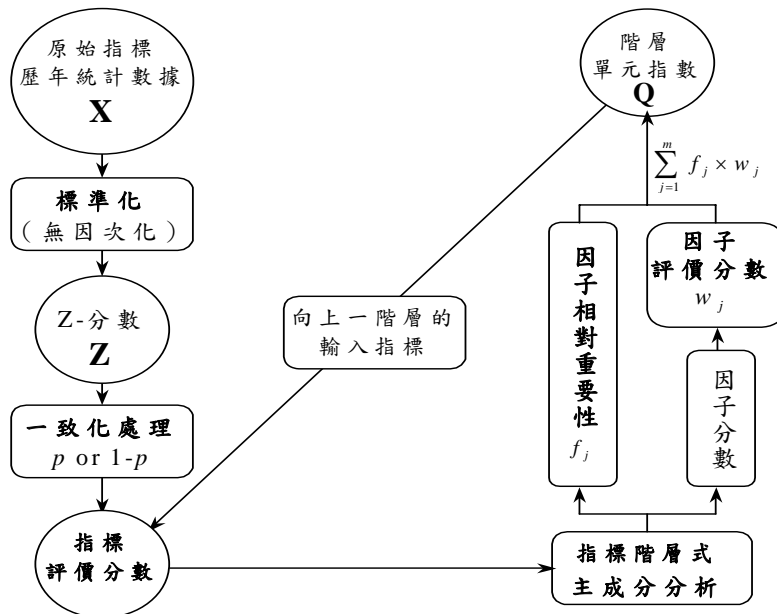 原始指標
歷年統計數據
X
標準化
(無因次化)
Z-分數
Z
一致化處理
p or 1-p
指標
評價分數
向上一階層的
輸入指標
階層
單元指數
Q
\sum_{j=1}^{m} f_j × w_j
因子相對重要性
f_j
因子
評價分數
w_j
因子分數
指標階層式
主成分分析